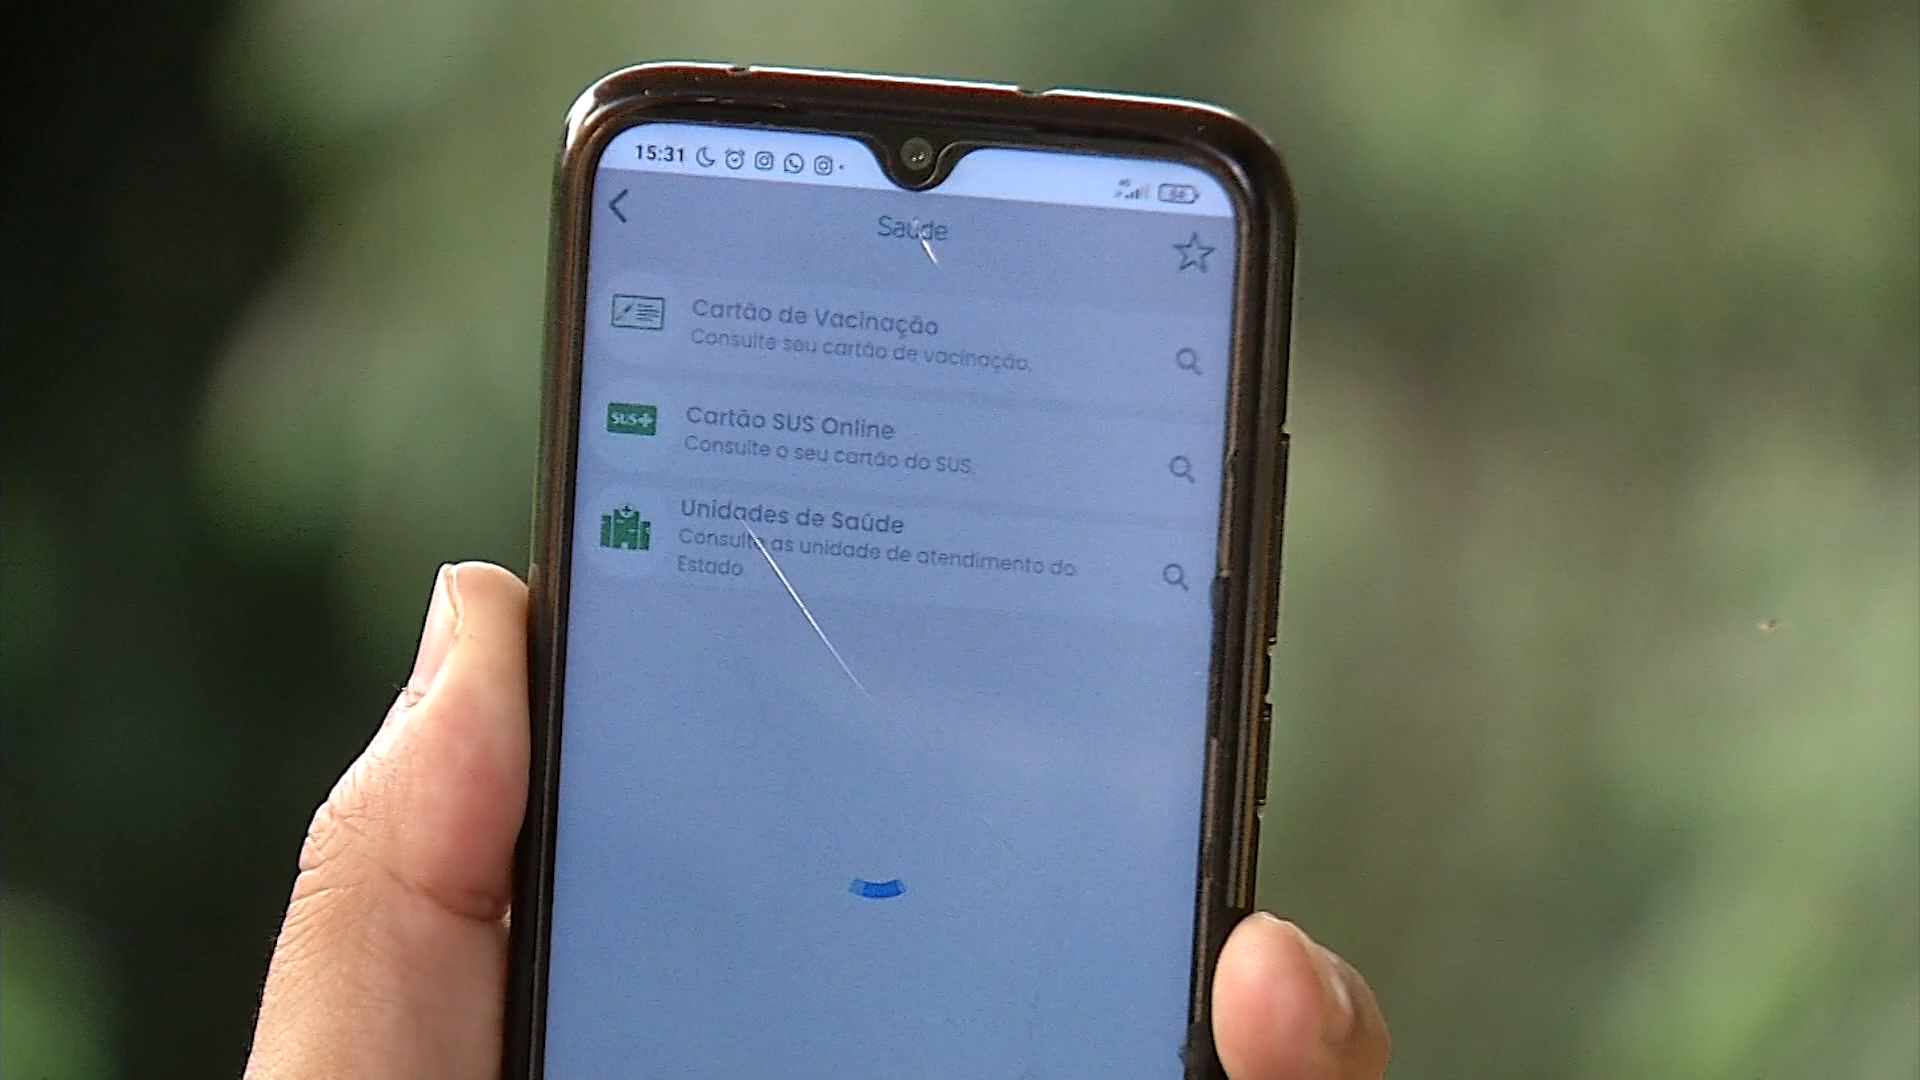 15:31
Saúde
Cartão de Vacinação
Consulte seu cartão de vacinação.
SUS
Cartão SUS Online
Consulte o seu cartão do SUS.
Unidades de Saúde
Consulte as unidade de atendimento do
Estado.